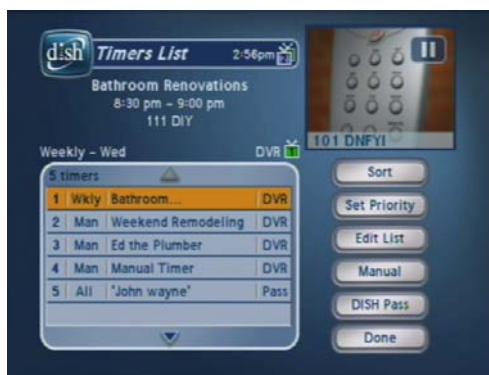 dish Timers List 2:56pm
Bathroom Renovations
8:30 pm - 9:00 pm
111 DIY
101 DNFYI
Weekly - Wed DVR
5 timers
1 Wkly Bathroom... DVR
2 Man Weekend Remodeling DVR
3 Man Ed the Plumber DVR
4 Man Manual Timer DVR
5 All "John wayne" Pass
Sort
Set Priority
Edit List
Manual
DISH Pass
Done